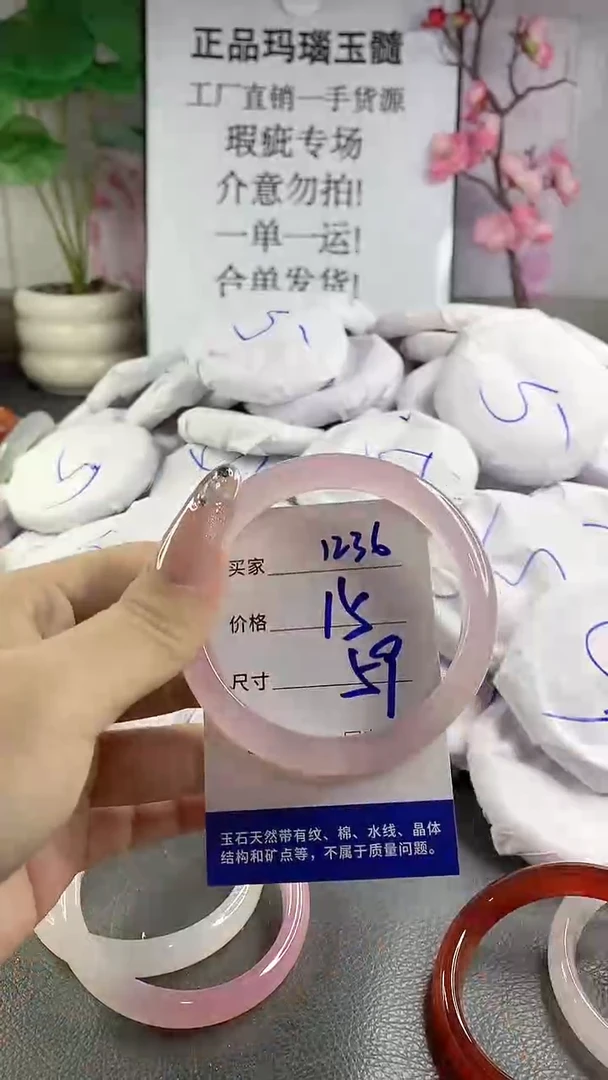 正品玛瑙玉髓
工厂直销一手货源
瑕疵专场
介意勿拍!
一单一运!
合单发货!
5
5
5
买家 1236
价格 15
尺寸 59
玉石天然带有纹、棉、水线、晶体
结构和矿点等，不属于质量问题。